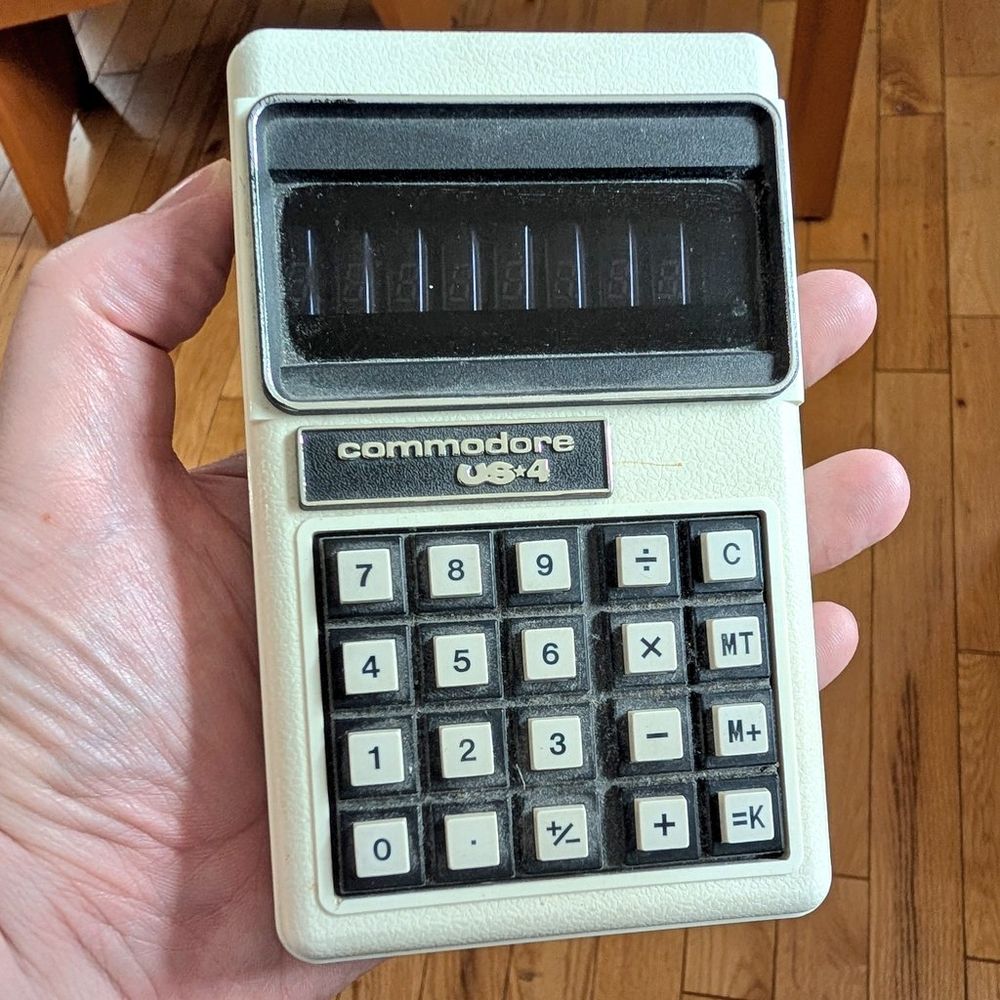 commodore
US★4
7 8 9 ÷ C
4 5 6 × MT
1 2 3 − M+
0 . +/− + =K